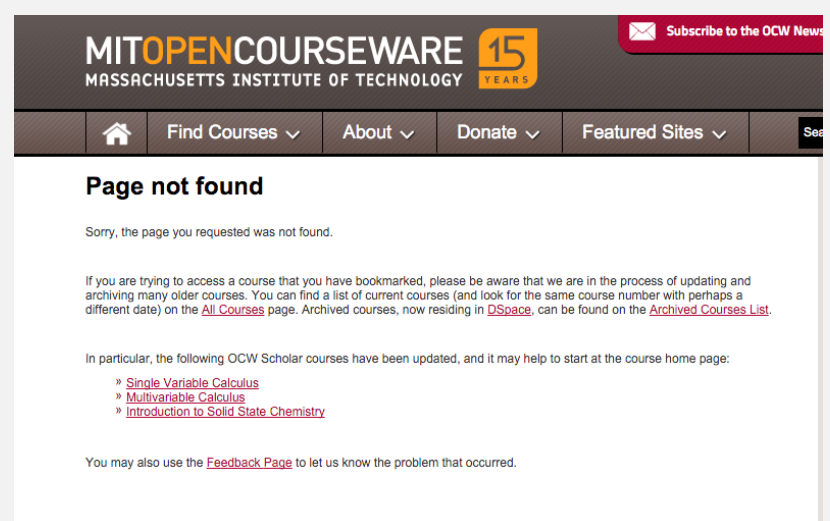 Subscribe to the OCW
MITOPENCOURSEWARE 15
MASSACHUSETTS INSTITUTE OF TECHNOLOGY YEARS
Find Courses About Donate Featured Sites
Page not found
Sorry, the page you requested was not found.
If you are trying to access a course that you have bookmarked, please be aware that we are in the process of updating and
archiving many older courses. You can find a list of current courses (and look for the same course number with perhaps a
different date) on the All Courses page. Archived courses, now residing in DSpace, can be found on the Archived Courses List.
In particular, the following OCW Scholar courses have been updated, and it may help to start at the course home page:
» Single Variable Calculus
» Multivariable Calculus
» Introduction to Solid State Chemistry
You may also use the Feedback Page to let us know the problem that occurred.